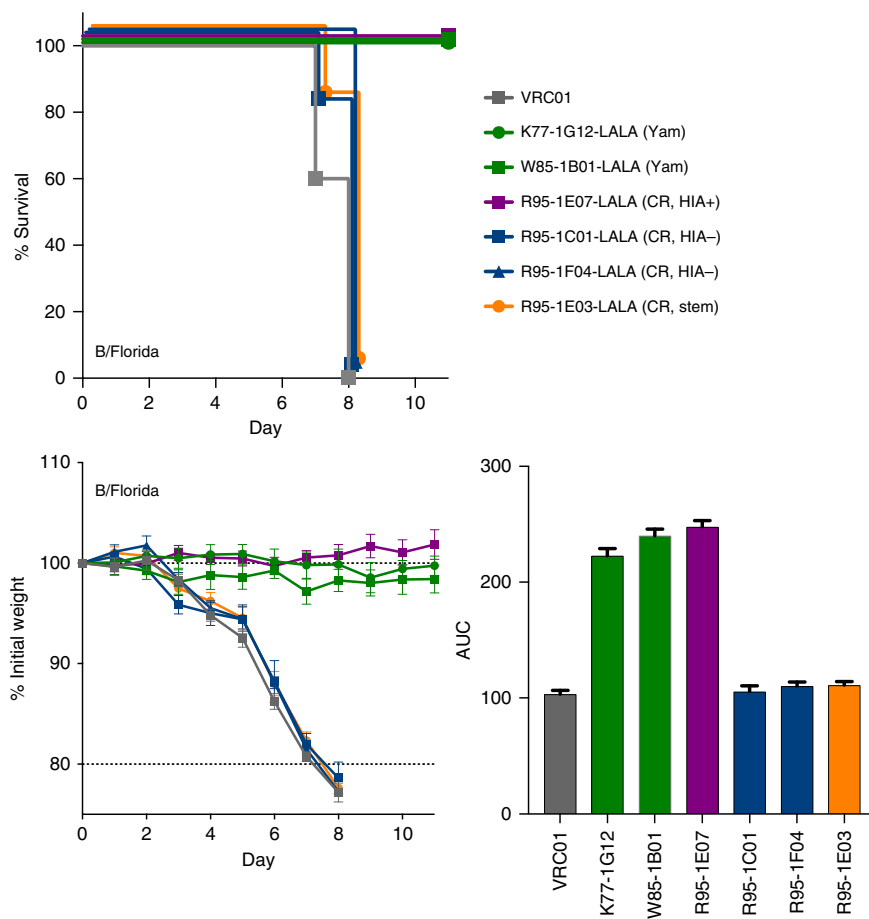 % Survival
100
80
60
40
20
0
B/Florida
0 2 4 6 8 10
Day
VRC01
K77-1G12-LALA (Yam)
W85-1B01-LALA (Yam)
R95-1E07-LALA (CR, HIA+)
R95-1C01-LALA (CR, HIA–)
R95-1F04-LALA (CR, HIA–)
R95-1E03-LALA (CR, stem)
% Initial weight
110
100
90
80
B/Florida
0 2 4 6 8 10
Day
AUC
300
200
100
0
VRC01
K77-1G12
W85-1B01
R95-1E07
R95-1C01
R95-1F04
R95-1E03